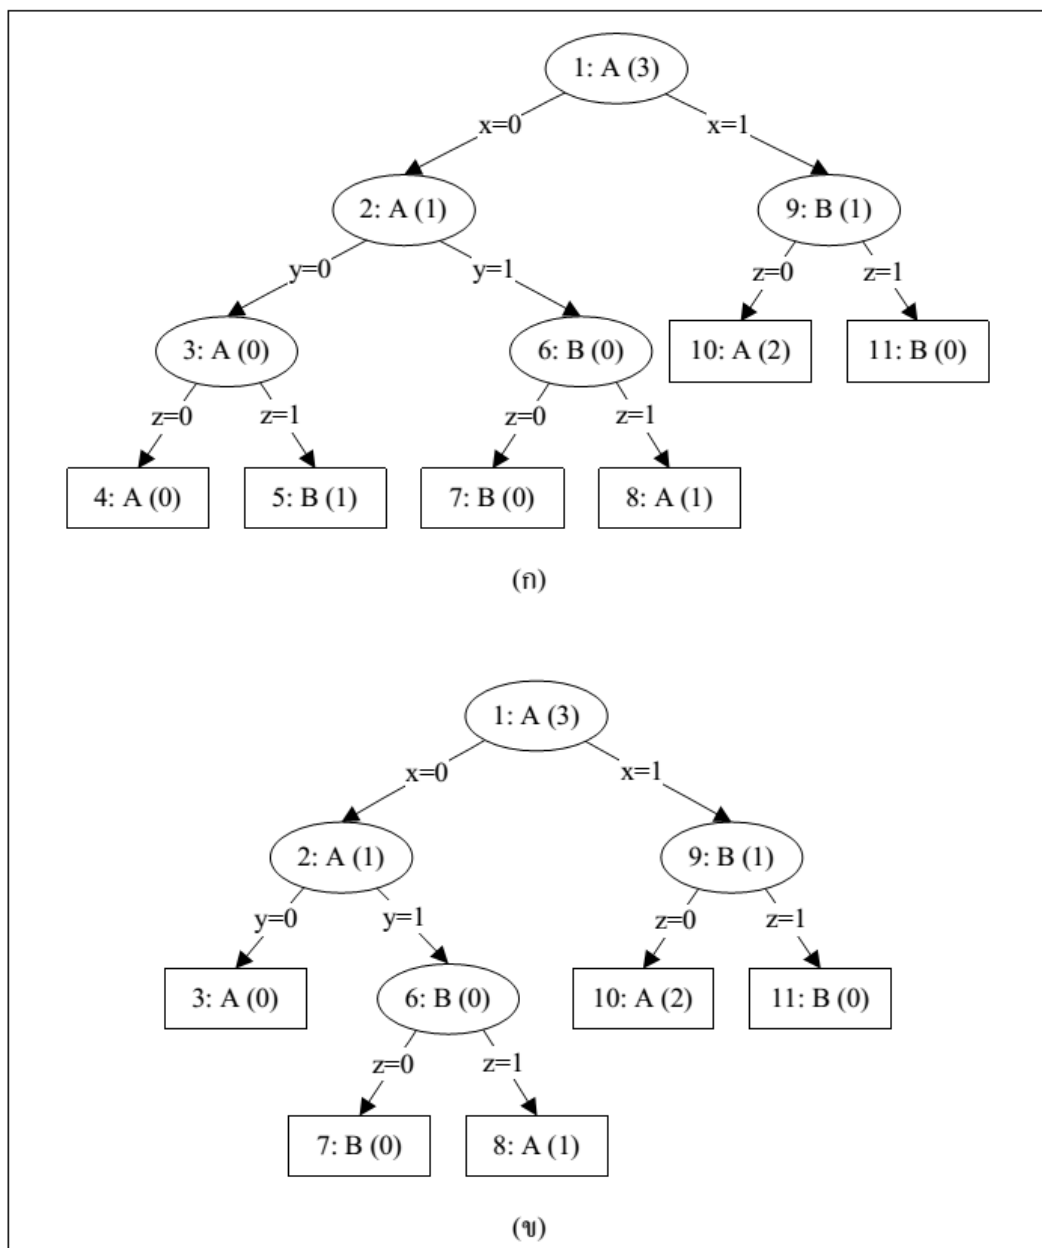 1: A (3)
x=0 x=1
2: A (1) 9: B (1)
y=0 y=1 z=0 z=1
3: A (0) 6: B (0) 10: A (2) 11: B (0)
z=0 z=1 z=0 z=1
4: A (0) 5: B (1) 7: B (0) 8: A (1)
(ก)
1: A (3)
x=0 x=1
2: A (1) 9: B (1)
y=0 y=1 z=0 z=1
3: A (0) 6: B (0) 10: A (2) 11: B (0)
z=0 z=1
7: B (0) 8: A (1)
(ข)